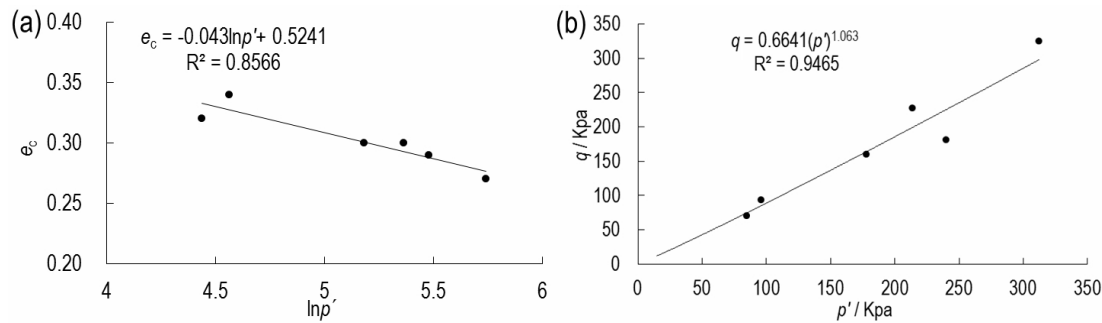 (a)
0.40
0.35
0.30
0.25
0.20
e_c
e_c = -0.043lnp′+ 0.5241
R² = 0.8566
4 4.5 5 5.5 6
lnp′
(b)
350
300
250
200
150
100
50
0
q / Kpa
q = 0.6641(p′)^1.063
R² = 0.9465
0 50 100 150 200 250 300 350
p′ / Kpa